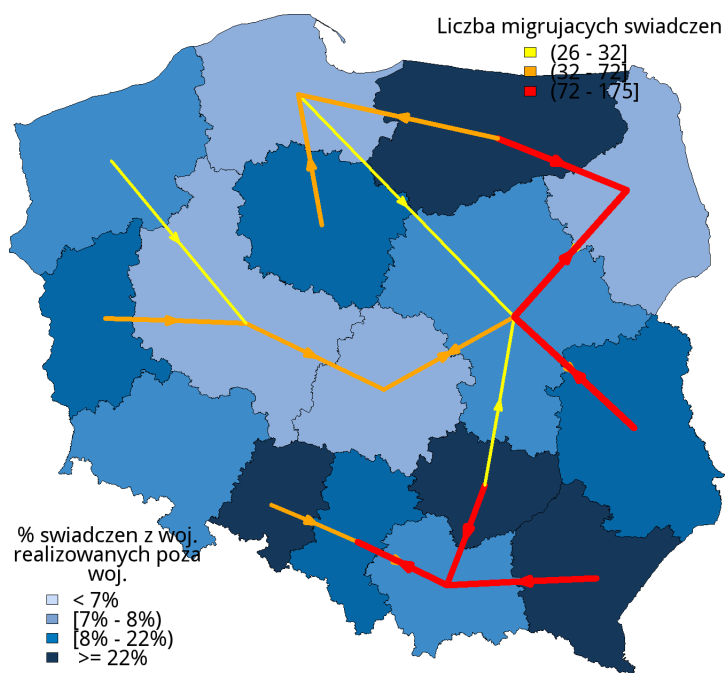 Liczba migrujacych swiadczen
(26 - 32]
(32 - 72]
(72 - 175]
% swiadczen z woj.
realizowanych poza
woj.
< 7%
[7% - 8%)
[8% - 22%)
>= 22%